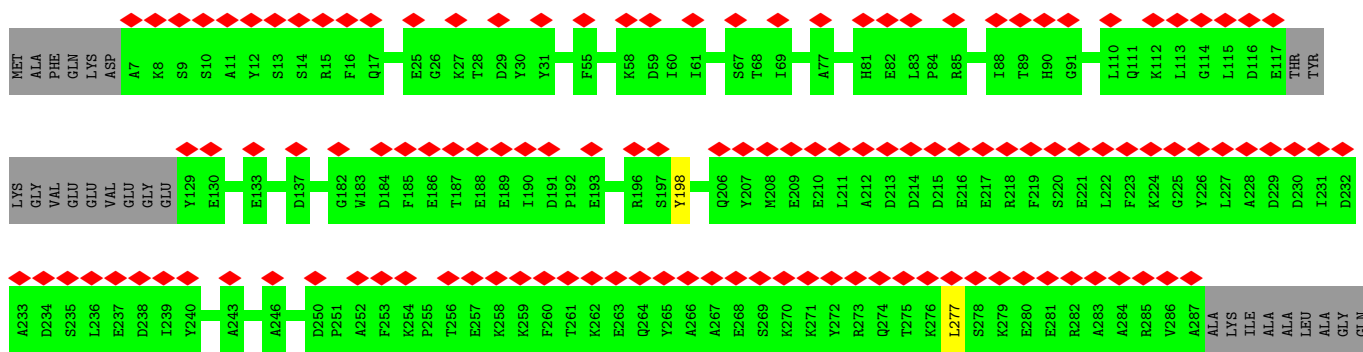 MET ALA PHE GLN LYS ASP A7 K8 S9 S10 A11 Y12 S13 S14 R15 F16 Q17 E25 G26 K27 T28 D29 Y30 Y31 F55 K58 D59 I60 I61 S67 T68 I69 A77 H81 E82 L83 P84 R85 I88 T89 H90 G91 L110 Q111 K112 L113 G114 L115 D116 E117 THR TYR
LYS GLY VAL GLU GLU VAL GLU GLY GLU Y129 E130 E133 D137 G182 W183 D184 F185 E186 T187 E188 E189 I190 D191 P192 E193 R196 S197 Y198 Q206 Y207 M208 E209 E210 L211 A212 D213 D214 D215 E216 E217 R218 F219 S220 E221 L222 F223 K224 G225 Y226 L227 A228 D229 D230 I231 D232
A233 D234 S235 L236 E237 D238 I239 Y240 A243 A246 D250 P251 A252 F253 K254 P255 T256 E257 K258 K259 F260 T261 K262 E263 Q264 Y265 A266 A267 E268 S269 K270 K271 Y272 R273 Q274 T275 K276 L277 S278 K279 E280 E281 R282 A283 A284 R285 V286 A287 ALA LYS ILE ALA ALA LEU ALA GLY GLN